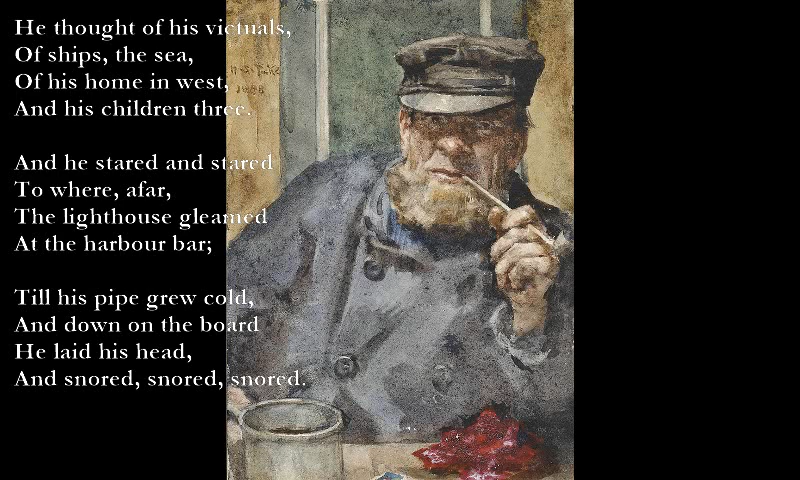 He thought of his victuals,
Of ships, the sea,
Of his home in west,
And his children three.
And he stared and stared
To where, afar,
The lighthouse gleamed
At the harbour bar;
Till his pipe grew cold,
And down on the board
He laid his head,
And snored, snored, snored.